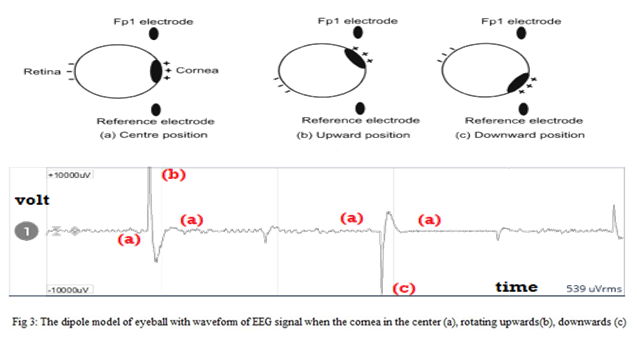 Fp1 electrode Fp1 electrode Fp1 electrode
Retina Cornea
Reference electrode Reference electrode Reference electrode
(a) Centre position (b) Upward position (c) Downward position
+10000uV (b)
volt
(a) (a) (a)
1
(a)
-10000uV (c) time 539 uVrms
Fig 3: The dipole model of eyeball with waveform of EEG signal when the cornea in the center (a), rotating upwards(b), downwards (c)